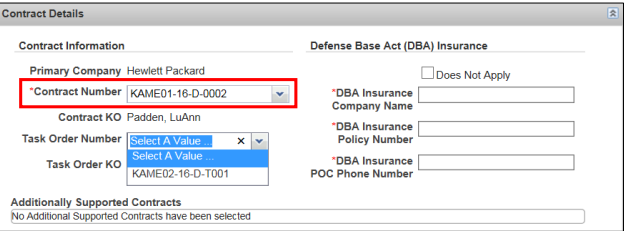 Contract Details
Contract Information
Primary Company Hewlett Packard
*Contract Number KAME01-16-D-0002
Contract KO Padden, LuAnn
Task Order Number Select A Value ... X
Select A Value ...
KAME02-16-D-T001
Task Order KO
Defense Base Act (DBA) Insurance
Does Not Apply
*DBA Insurance
Company Name
*DBA Insurance
Policy Number
*DBA Insurance
POC Phone Number
Additionally Supported Contracts
No Additional Supported Contracts have been selected